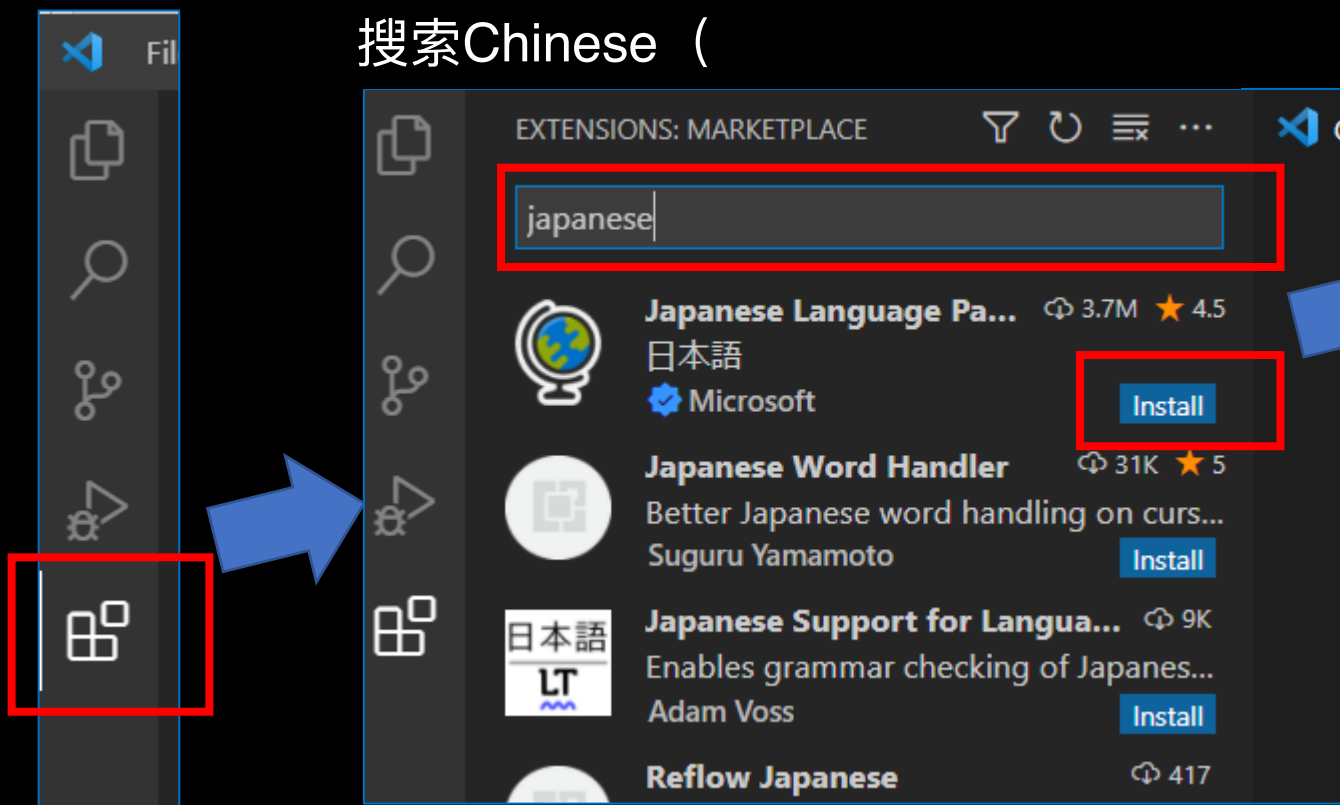 Fil
搜索Chinese（
EXTENSIONS: MARKETPLACE
japanese
Japanese Language Pa... 3.7M 4.5
日本語
Microsoft
Install
Japanese Word Handler 31K 5
Better Japanese word handling on curs...
Suguru Yamamoto
Install
日本語
LT
Japanese Support for Langua... 9K
Enables grammar checking of Japanes...
Adam Voss
Install
Reflow Japanese 417